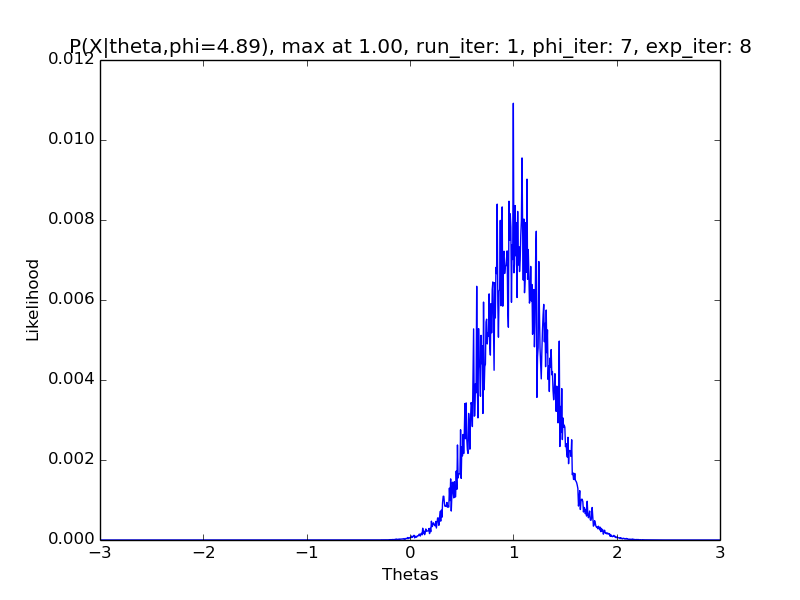 P(X|theta,phi=4.89), max at 1.00, run_iter: 1, phi_iter: 7, exp_iter: 8
0.012
0.010
0.008
0.006
0.004
0.002
0.000
Likelihood
−3 −2 −1 0 1 2 3
Thetas